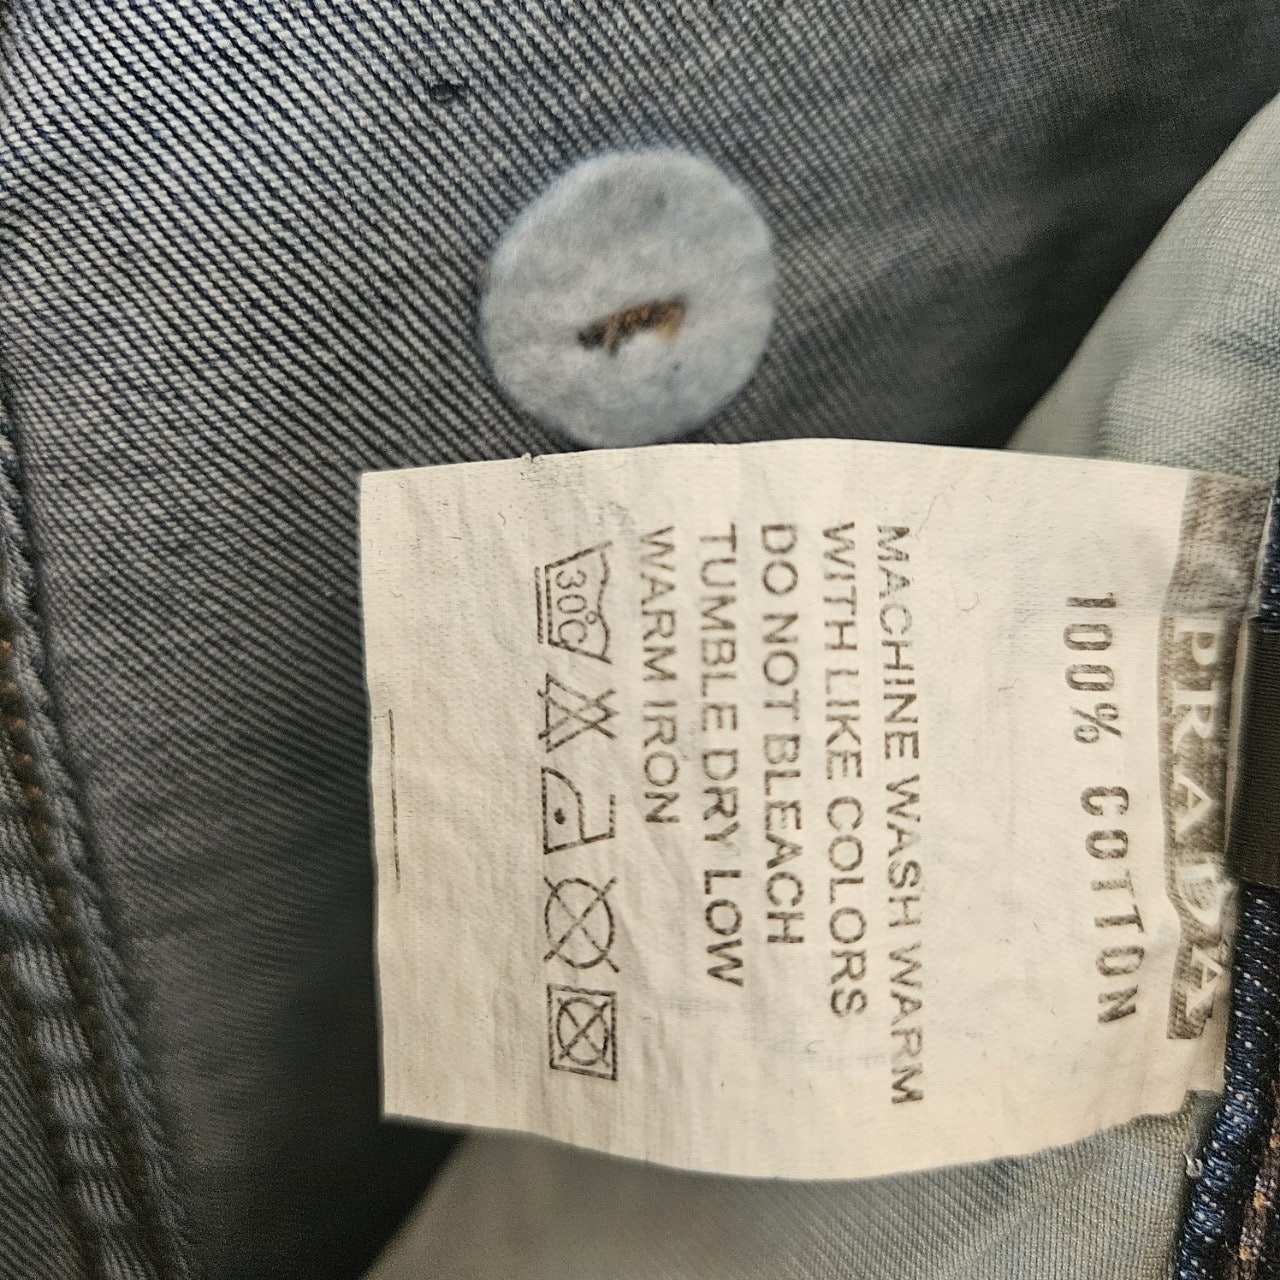 PRADA
100% COTTON
MACHINE WASH WARM
WITH LIKE COLORS
DO NOT BLEACH
TUMBLE DRY LOW
WARM IRON
30°C